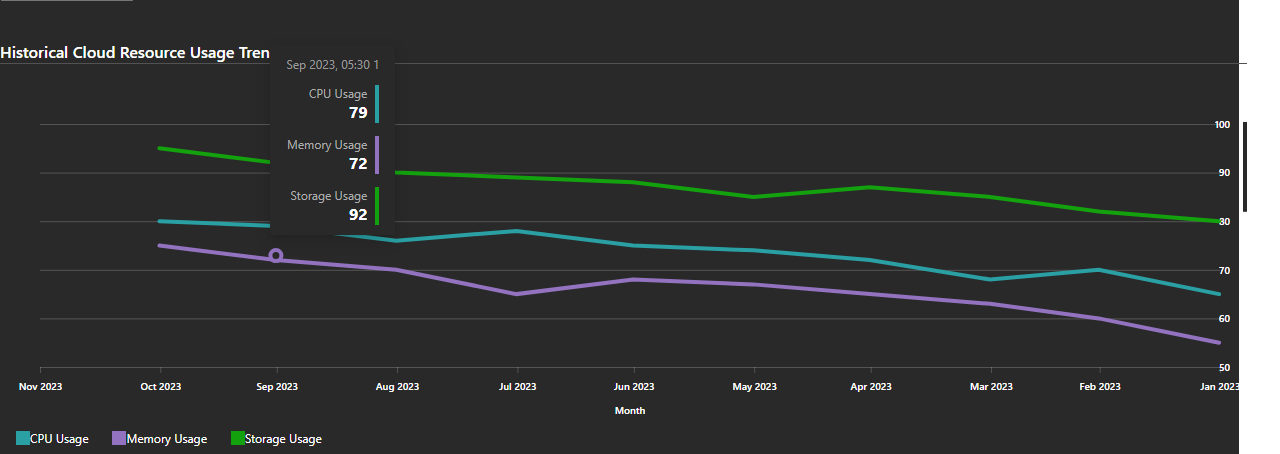 Historical Cloud Resource Usage Tren
Sep 2023, 05:30 1
CPU Usage
79
Memory Usage
72
Storage Usage
92
100
90
80
70
60
50
Nov 2023 Oct 2023 Sep 2023 Aug 2023 Jul 2023 Jun 2023 May 2023 Apr 2023 Mar 2023 Feb 2023 Jan 2023
Month
CPU Usage Memory Usage Storage Usage